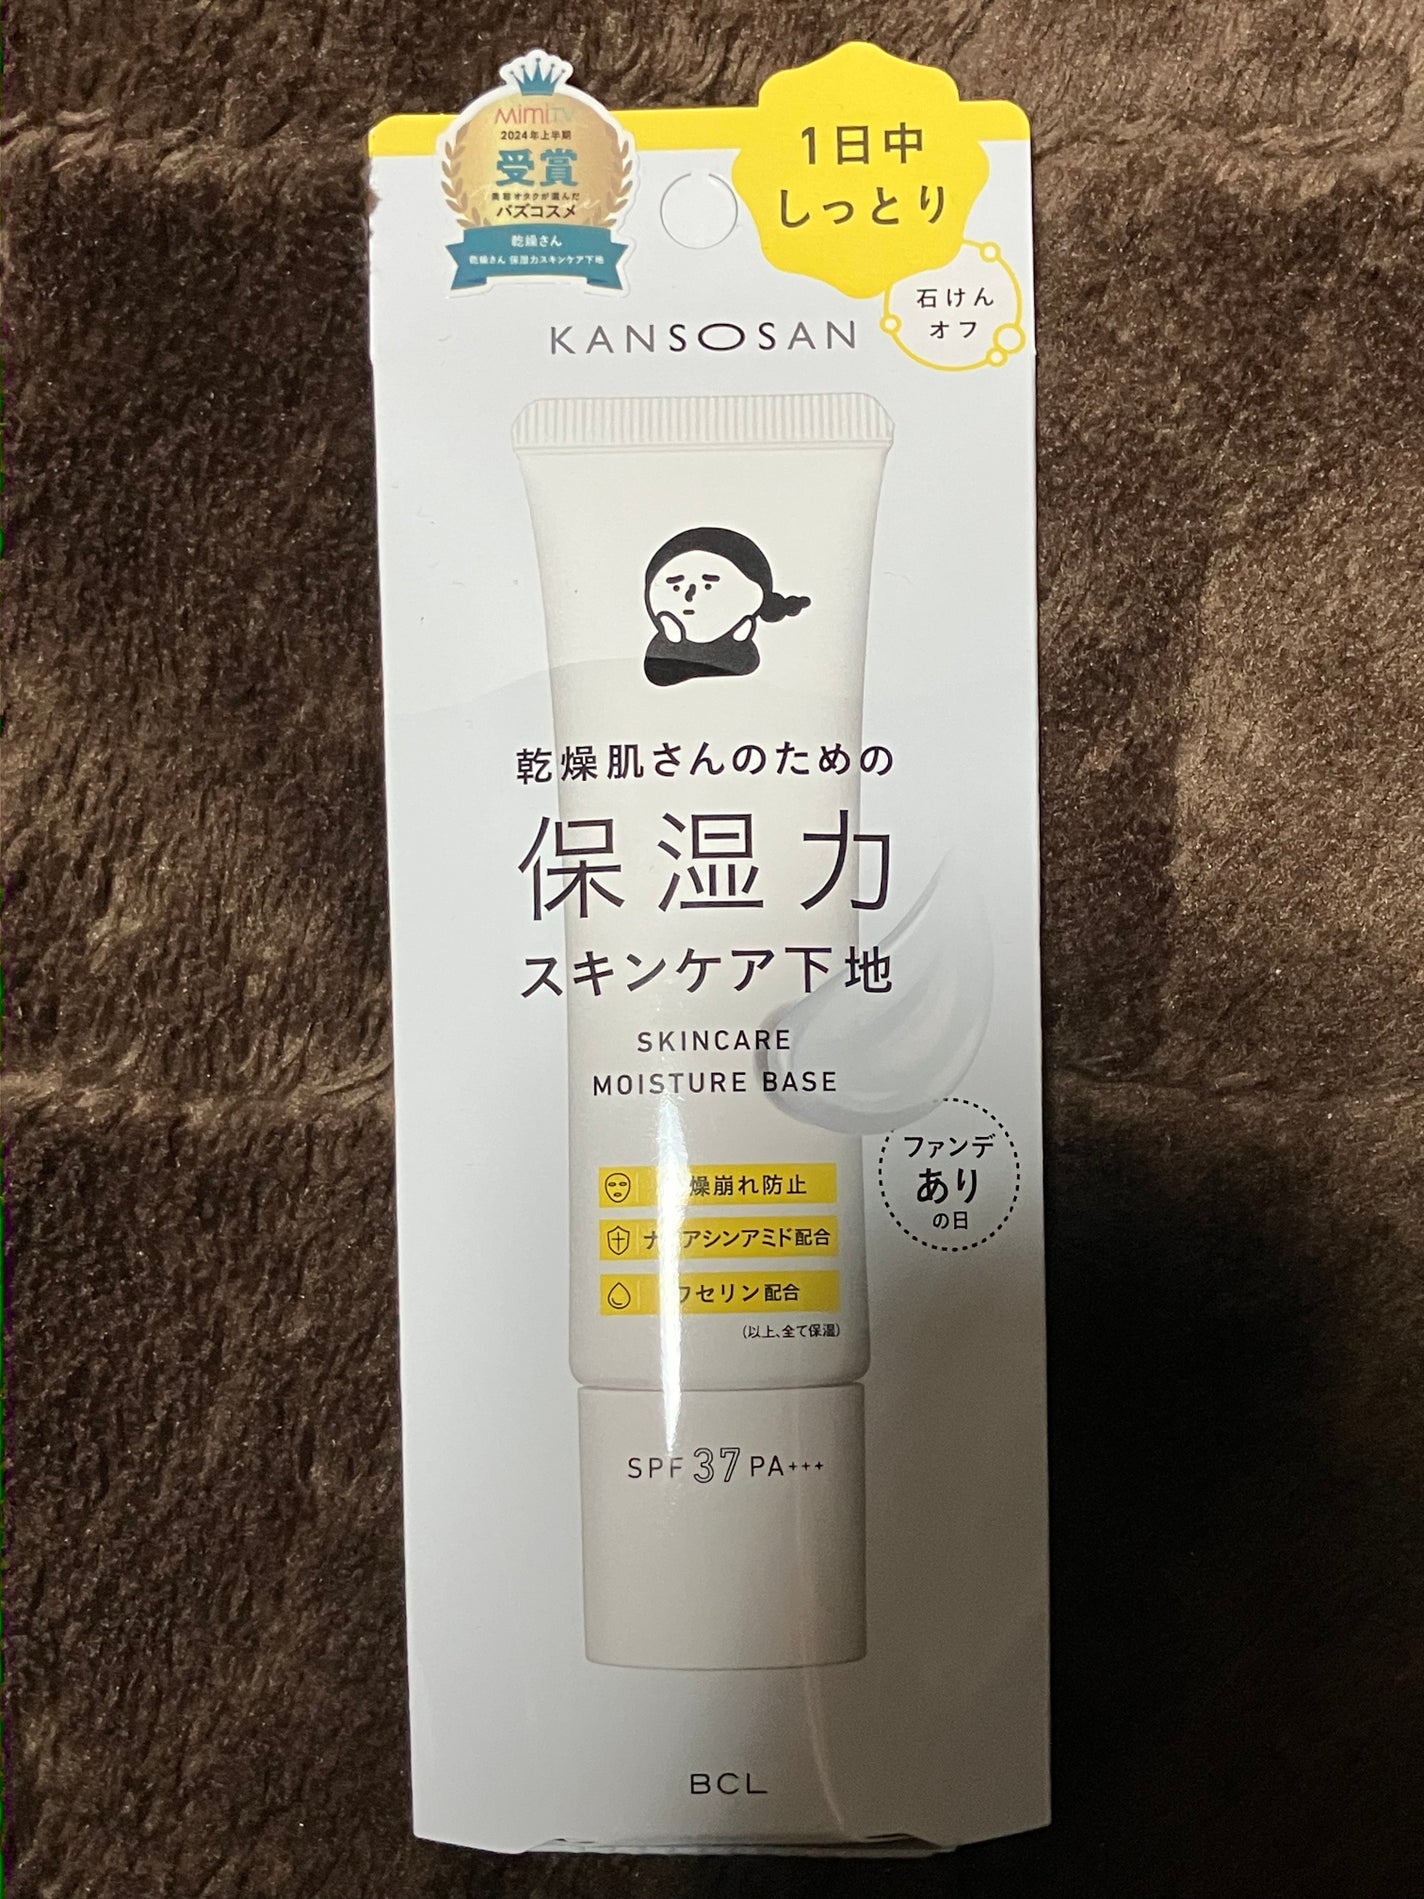 MimiTV
2024年上半期
受賞
美容オタクが選んだ
バズコスメ
乾燥さん
乾燥さん 保湿力スキンケア下地
1日中
しっとり
石けん
オフ
KANSOSAN
乾燥肌さんのための
保湿力
スキンケア下地
SKINCARE
MOISTURE BASE
ファンデ
あり
の日
燥崩れ防止
ナイアシンアミド配合
ワセリン配合
(以上、全て保湿)
SPF 37 PA+++
BCL